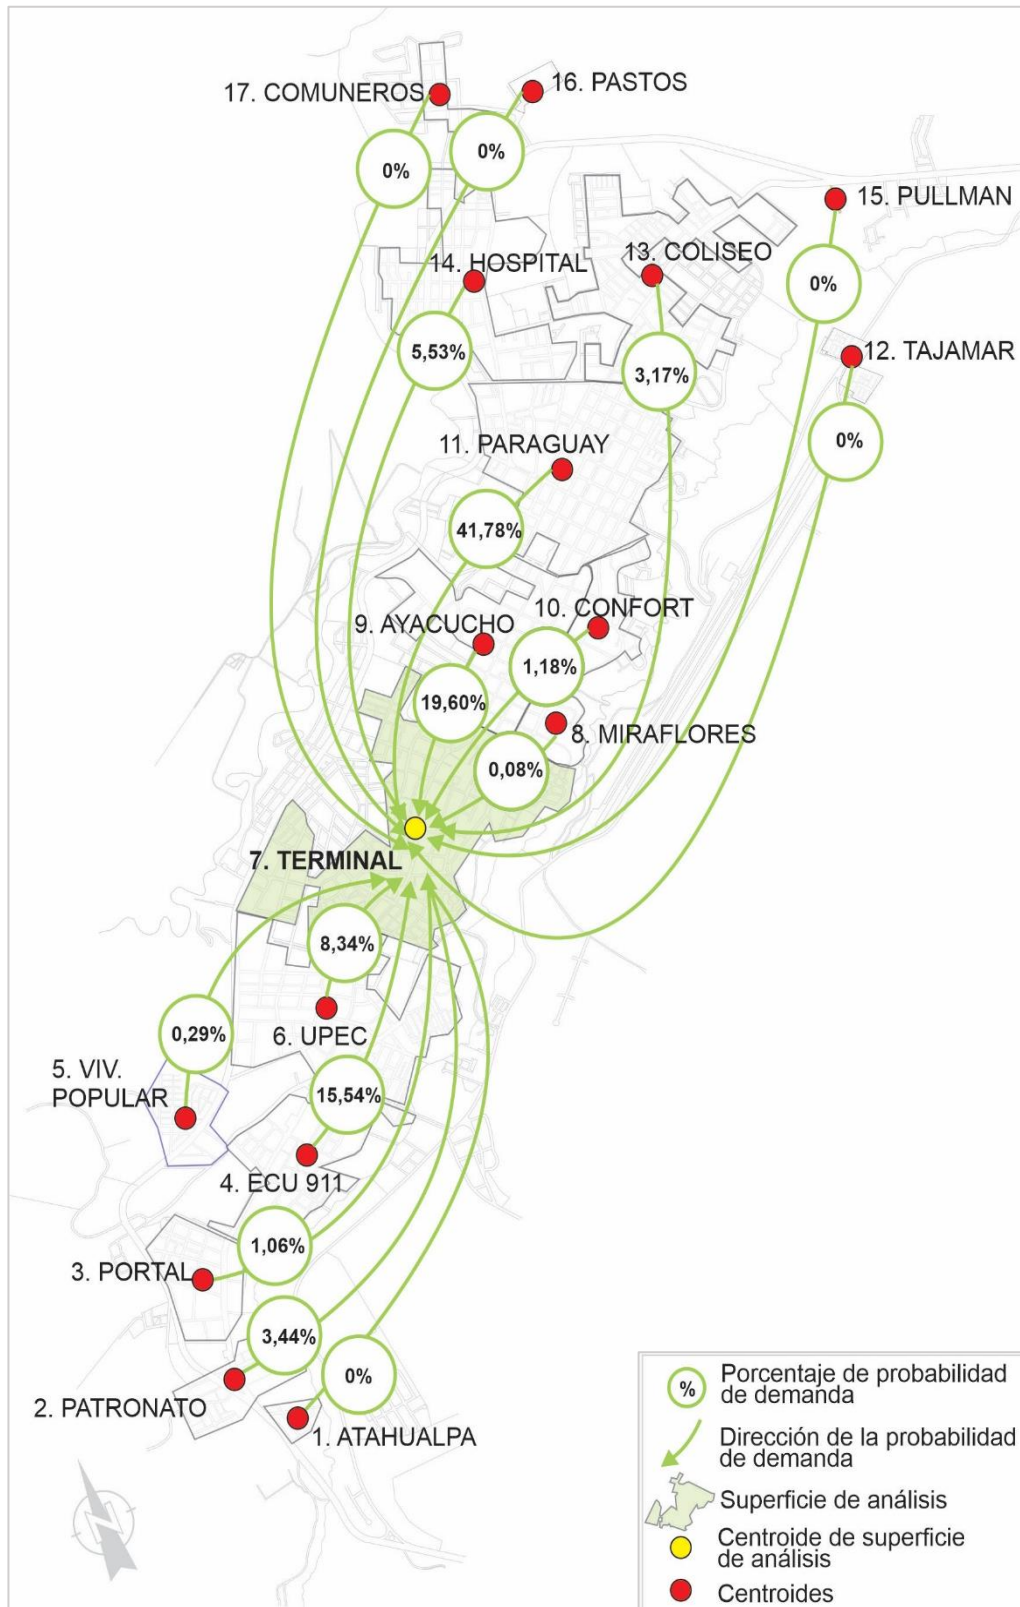 17. COMUNEROS
16. PASTOS
0%
0%
15. PULLMAN
13. COLISEO
14. HOSPITAL
0%
12. TAJAMAR
5,53%
3,17%
0%
11. PARAGUAY
41,78%
10. CONFORT
9. AYACUCHO
1,18%
19,60%
8. MIRAFLORES
0,08%
7. TERMINAL
8,34%
6. UPEC
0,29%
5. VIV.
POPULAR
15,54%
4. ECU 911
1,06%
3. PORTAL
3,44%
0%
2. PATRONATO
1. ATAHUALPA
%
Porcentaje de probabilidad
de demanda
Dirección de la probabilidad
de demanda
Superficie de análisis
Centroide de superficie
de análisis
Centroides